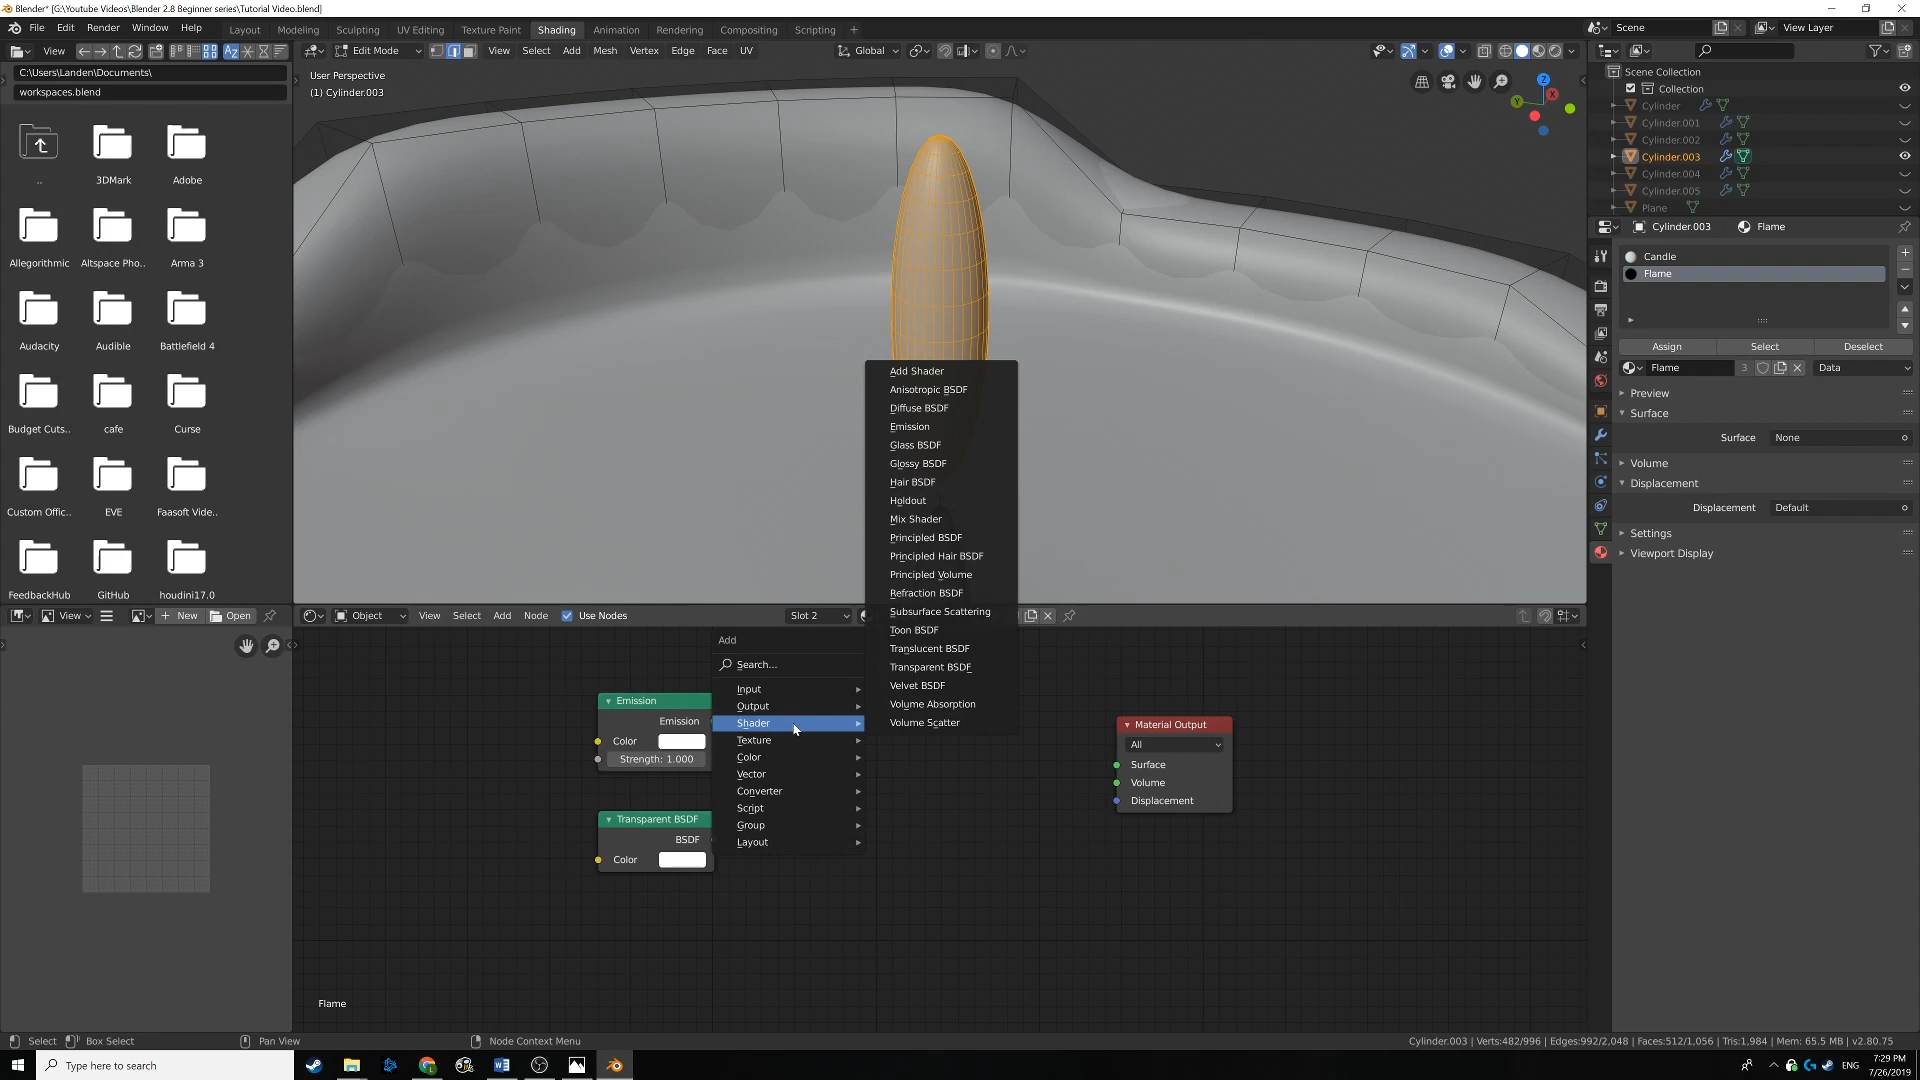 Blender* [G:\Youtube Videos\Blender 2.8 Beginner series\Tutorial Video.blend]
File Edit Render Window Help
Layout Modeling Sculpting UV Editing Texture Paint Shading Animation Rendering Compositing Scripting +
Scene
View Layer
View
C:\Users\Landen\Documents\
workspaces.blend
..
3DMark
Adobe
Allegorithmic
Altspace Pho..
Arma 3
Audacity
Audible
Battlefield 4
Budget Cuts..
cafe
Curse
Custom Offic..
EVE
Faasoft Vide..
FeedbackHub
GitHub
houdini17.0
Edit Mode
View Select Add Mesh Vertex Edge Face UV
Global
User Perspective
(1) Cylinder.003
Z
X
Y
Add Shader
Anisotropic BSDF
Diffuse BSDF
Emission
Glass BSDF
Glossy BSDF
Hair BSDF
Holdout
Mix Shader
Principled BSDF
Principled Hair BSDF
Principled Volume
Refraction BSDF
Subsurface Scattering
Toon BSDF
Translucent BSDF
Transparent BSDF
Velvet BSDF
Volume Absorption
Volume Scatter
Scene Collection
Collection
Cylinder
Cylinder.001
Cylinder.002
Cylinder.003
Cylinder.004
Cylinder.005
Plane
Cylinder.003 Flame
Candle
Flame
Assign Select Deselect
Flame 3 Data
Preview
Surface
Surface None
Volume
Displacement
Displacement Default
Settings
Viewport Display
View New Open
Object View Select Add Node Use Nodes Slot 2
Add
Search...
Input
Output
Shader
Texture
Color
Vector
Converter
Script
Group
Layout
Emission
Emission
Color
Strength: 1.000
Transparent BSDF
BSDF
Color
Material Output
All
Surface
Volume
Displacement
Flame
Select Box Select Pan View Node Context Menu
Cylinder.003 | Verts:482/996 | Edges:992/2,048 | Faces:512/1,056 | Tris:1,984 | Mem: 65.5 MB | v2.80.75
Type here to search
ENG
7:29 PM
7/26/2019